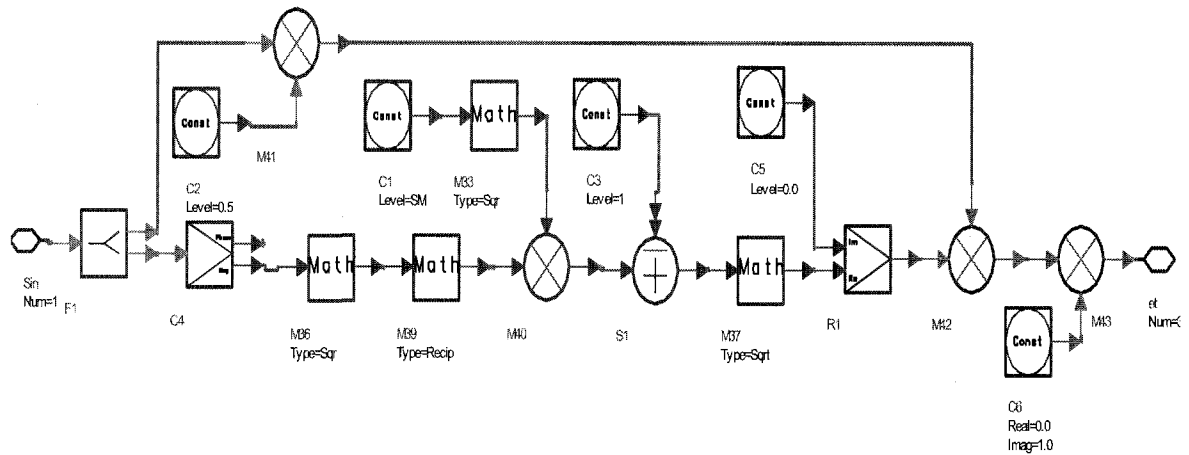 Const
Const
Math
Const
Const
M41
C2
Level=0.5
C1
Level=SM
M33
Type=Sqr
C3
Level=1
C5
Level=0.0
Sin
Num=1
F1
C4
Mag
Math
Math
Math
Im
Re
M36
Type=Sqr
M39
Type=Recip
M40
S1
M37
Type=Sqrt
R1
M42
Const
M43
et
Num=3
C6
Real=0.0
Imag=1.0